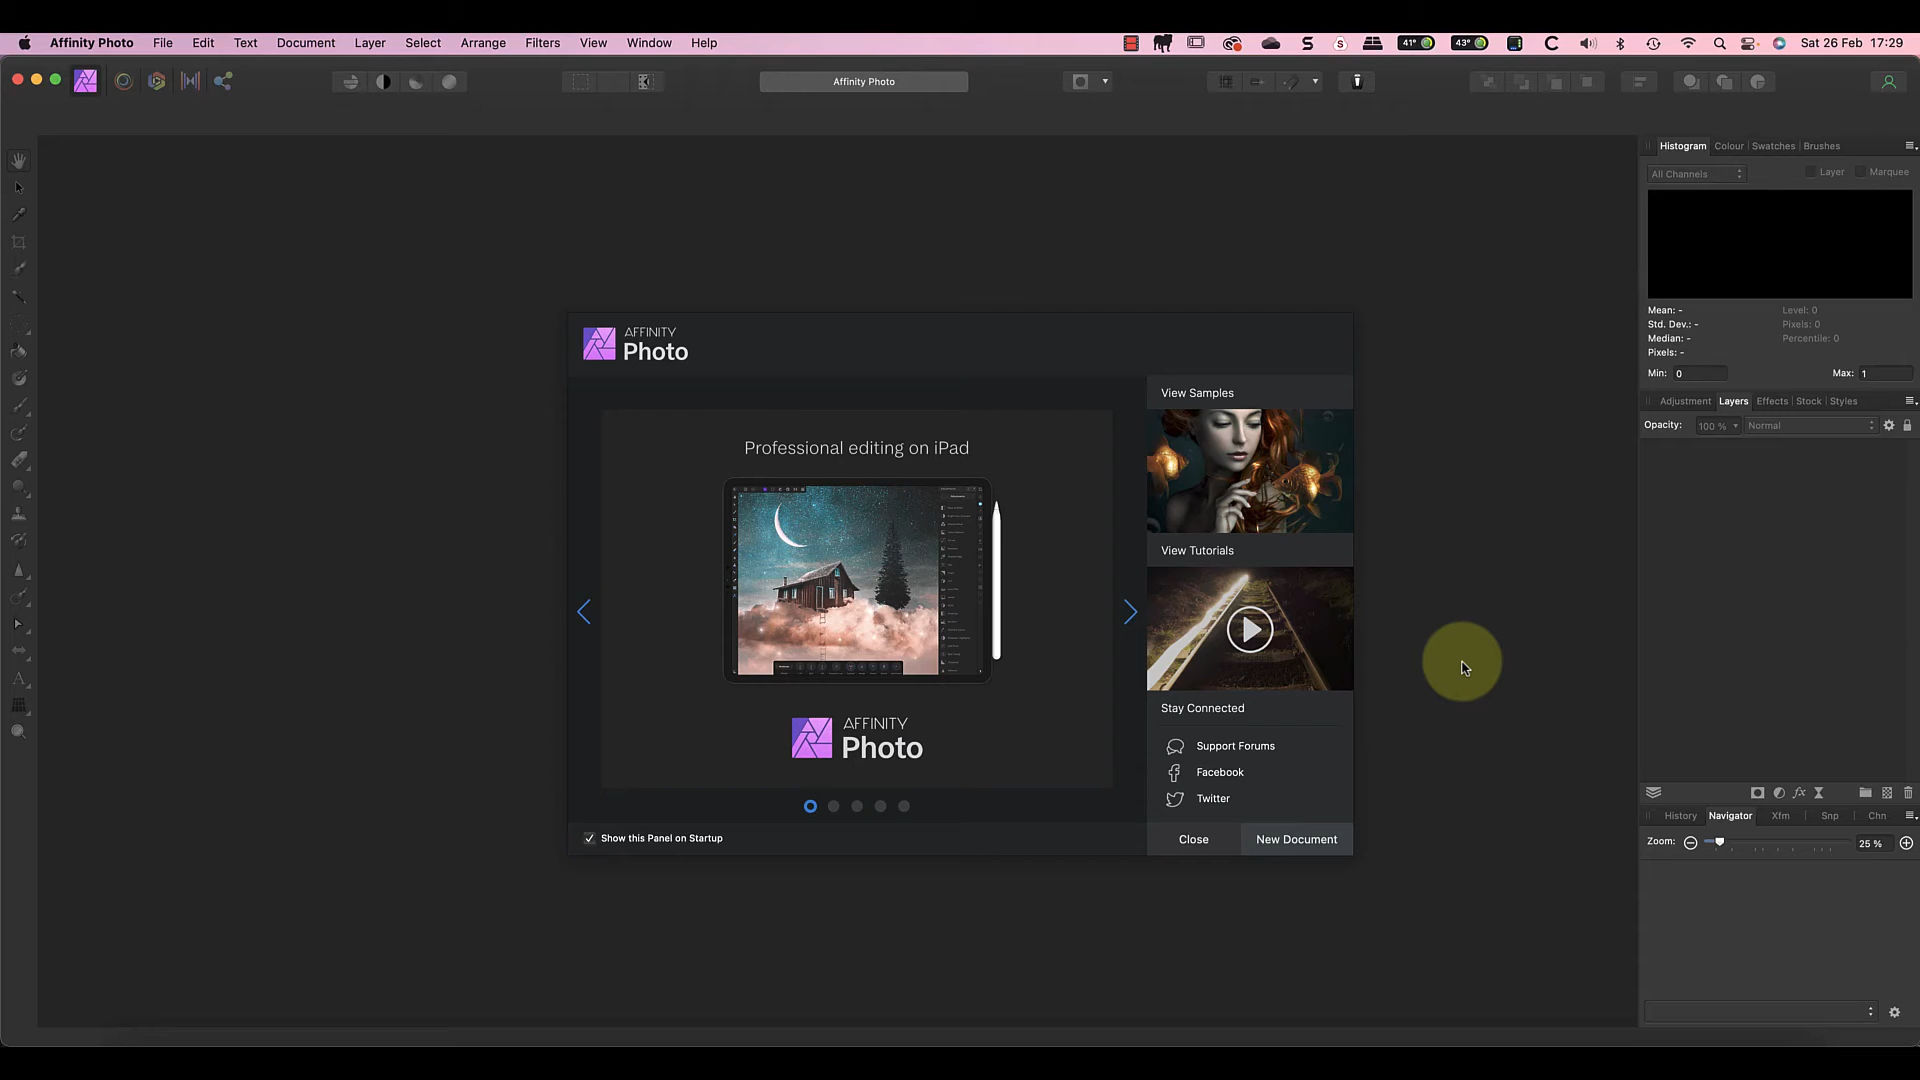 Affinity Photo File Edit Text Document Layer Select Arrange Filters View Window Help 41° 43° Sat 26 Feb 17:29
Affinity Photo
Histogram Colour Swatches Brushes
All Channels Layer Marquee
Mean: - Level: 0
Std. Dev.: - Pixels: 0
Median: - Percentile: 0
Pixels: -
Min: 0 Max: 1
Adjustment Layers Effects Stock Styles
Opacity: 100 % Normal
AFFINITY
Photo
View Samples
Professional editing on iPad
View Tutorials
AFFINITY
Photo
Stay Connected
Support Forums
Facebook
Twitter
Show this Panel on Startup
Close New Document
History Navigator Xfm Snp Chn
Zoom: 25 %